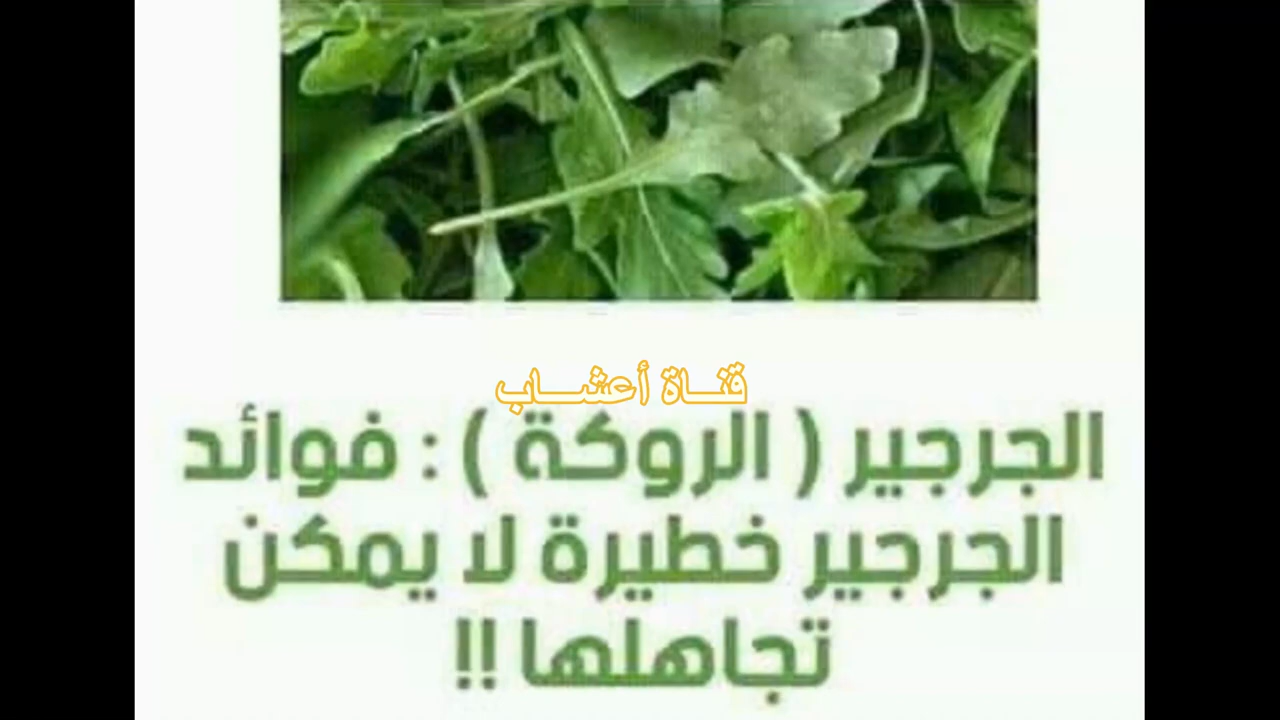 قناة أعشاب
الجرجير ( الروكة ) : فوائد
الجرجير خطيرة لا يمكن
تجاهلها !!